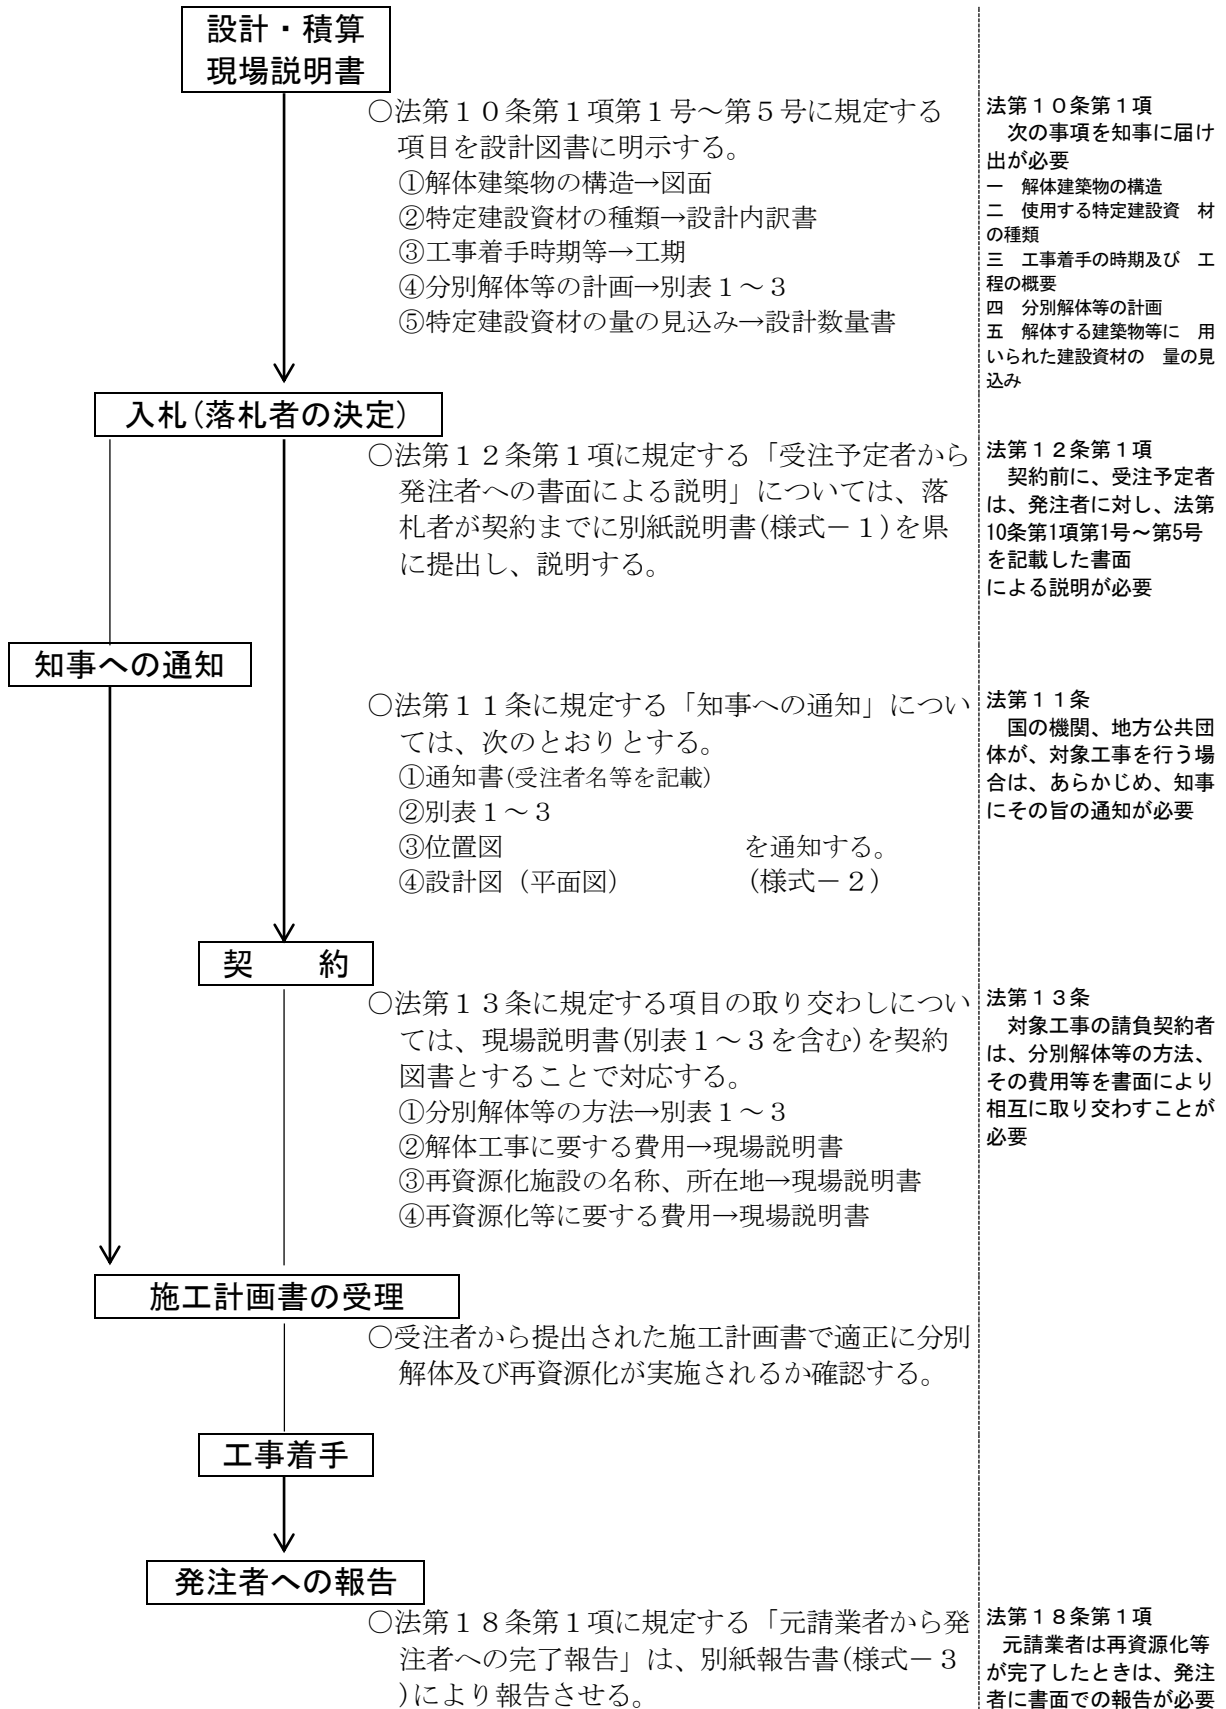 設計・積算
現場説明書
○法第１０条第１項第１号～第５号に規定する
項目を設計図書に明示する。
①解体建築物の構造→図面
②特定建設資材の種類→設計内訳書
③工事着手時期等→工期
④分別解体等の計画→別表１～３
⑤特定建設資材の量の見込み→設計数量書
法第１０条第１項
次の事項を知事に届け
出が必要
一　解体建築物の構造
二　使用する特定建設資　材
の種類
三　工事着手の時期及び　工
程の概要
四　分別解体等の計画
五　解体する建築物等に　用
いられた建設資材の　量の見
込み
入札(落札者の決定)
○法第１２条第１項に規定する「受注予定者から
発注者への書面による説明」については、落
札者が契約までに別紙説明書(様式－１)を県
に提出し、説明する。
法第１２条第１項
契約前に、受注予定者
は、発注者に対し、法第
10条第1項第1号～第5号
を記載した書面
による説明が必要
知事への通知
○法第１１条に規定する「知事への通知」につい
ては、次のとおりとする。
①通知書(受注者名等を記載)
②別表１～３
③位置図　　　　　　　　　を通知する。
④設計図（平面図）　　　　（様式－２）
法第１１条
国の機関、地方公共団
体が、対象工事を行う場
合は、あらかじめ、知事
にその旨の通知が必要
契　　約
○法第１３条に規定する項目の取り交わしについ
ては、現場説明書(別表１～３を含む)を契約
図書とすることで対応する。
①分別解体等の方法→別表１～３
②解体工事に要する費用→現場説明書
③再資源化施設の名称、所在地→現場説明書
④再資源化等に要する費用→現場説明書
法第１３条
対象工事の請負契約者
は、分別解体等の方法、
その費用等を書面により
相互に取り交わすことが
必要
施工計画書の受理
○受注者から提出された施工計画書で適正に分別
解体及び再資源化が実施されるか確認する。
工事着手
発注者への報告
○法第１８条第１項に規定する「元請業者から発
注者への完了報告」は、別紙報告書(様式－３
)により報告させる。
法第１８条第１項
元請業者は再資源化等
が完了したときは、発注
者に書面での報告が必要